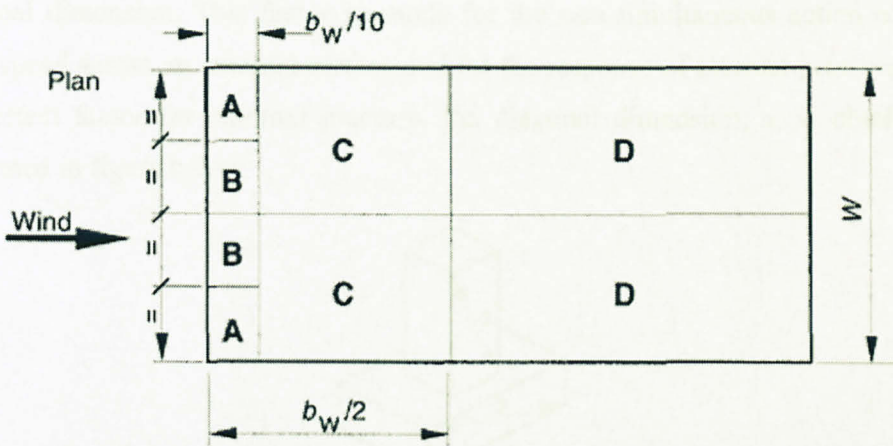 b_w/10
Plan
A
B
C
D
Wind
=
=
=
=
B
A
C
D
W
b_w/2